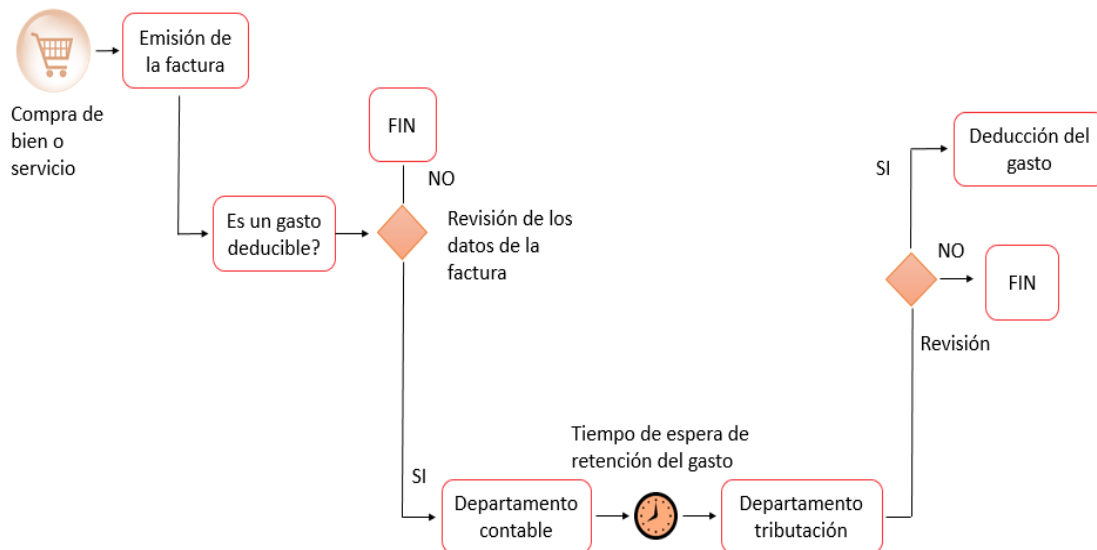 Emisión de
la factura
Compra de
bien o
servicio
FIN
NO
Es un gasto
deducible?
Revisión de los
datos de la
factura
SI
Departamento
contable
Tiempo de espera de
retención del gasto
Departamento
tributación
Revisión
SI
Deducción del
gasto
NO
FIN